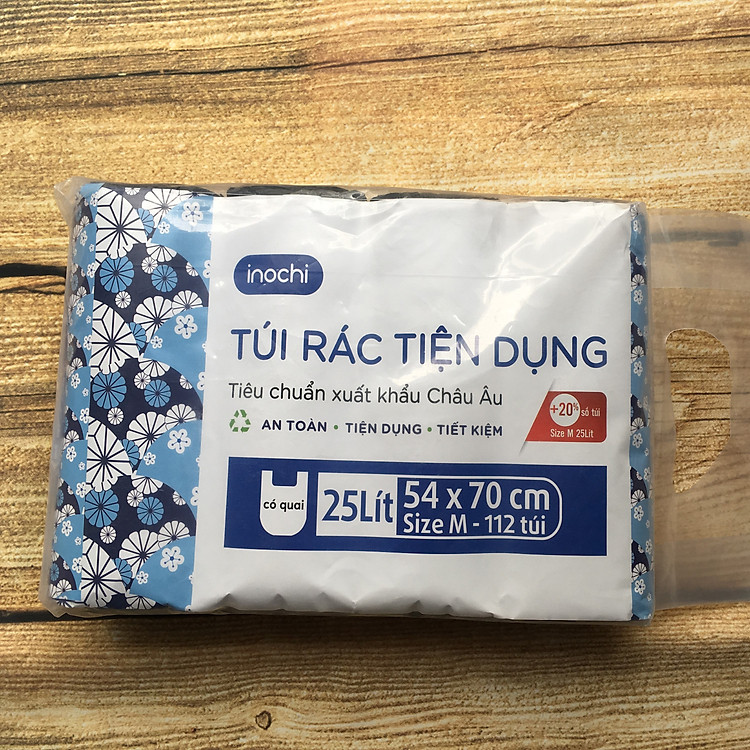 inochi
TÚI RÁC TIỆN DỤNG
Tiêu chuẩn xuất khẩu Châu Âu
+20% số túi
Size M 25Lít
AN TOÀN • TIỆN DỤNG • TIẾT KIỆM
có quai
25Lít
54 x 70 cm
Size M - 112 túi